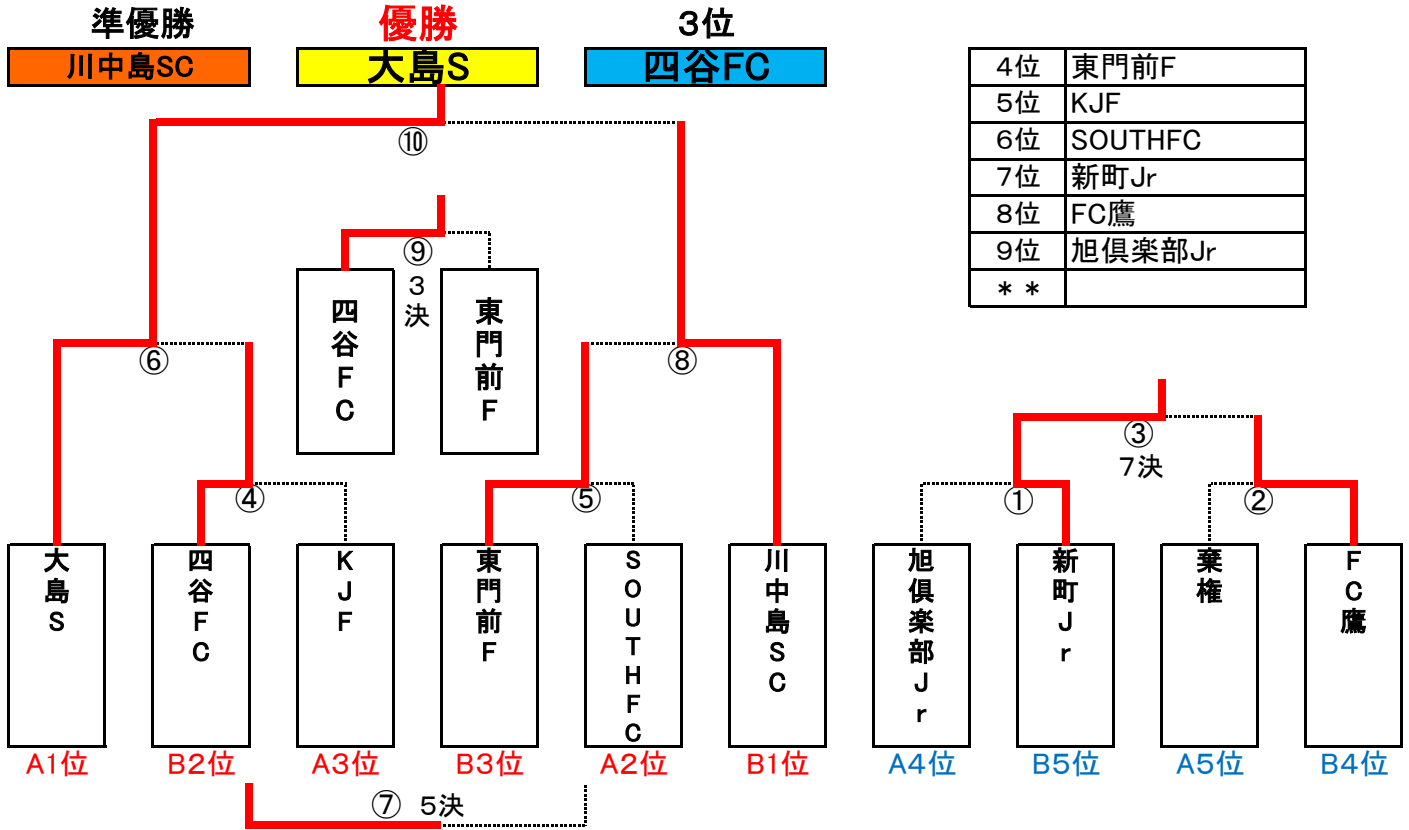 準優勝
優勝
３位
川中島SC
大島S
四谷FC
４位 東門前F
５位 KJF
６位 SOUTHFC
７位 新町Jr
８位 FC鷹
９位 旭倶楽部Jr
＊＊
⑩
⑨
３決
四谷FC
東門前F
⑥
⑧
③
７決
④
⑤
①
②
大島S
四谷FC
KJF
東門前F
SOUTHFC
川中島SC
旭倶楽部Jr
新町Jr
棄権
FC鷹
A1位
B2位
A3位
B3位
A2位
B1位
A4位
B5位
A5位
B4位
⑦ ５決